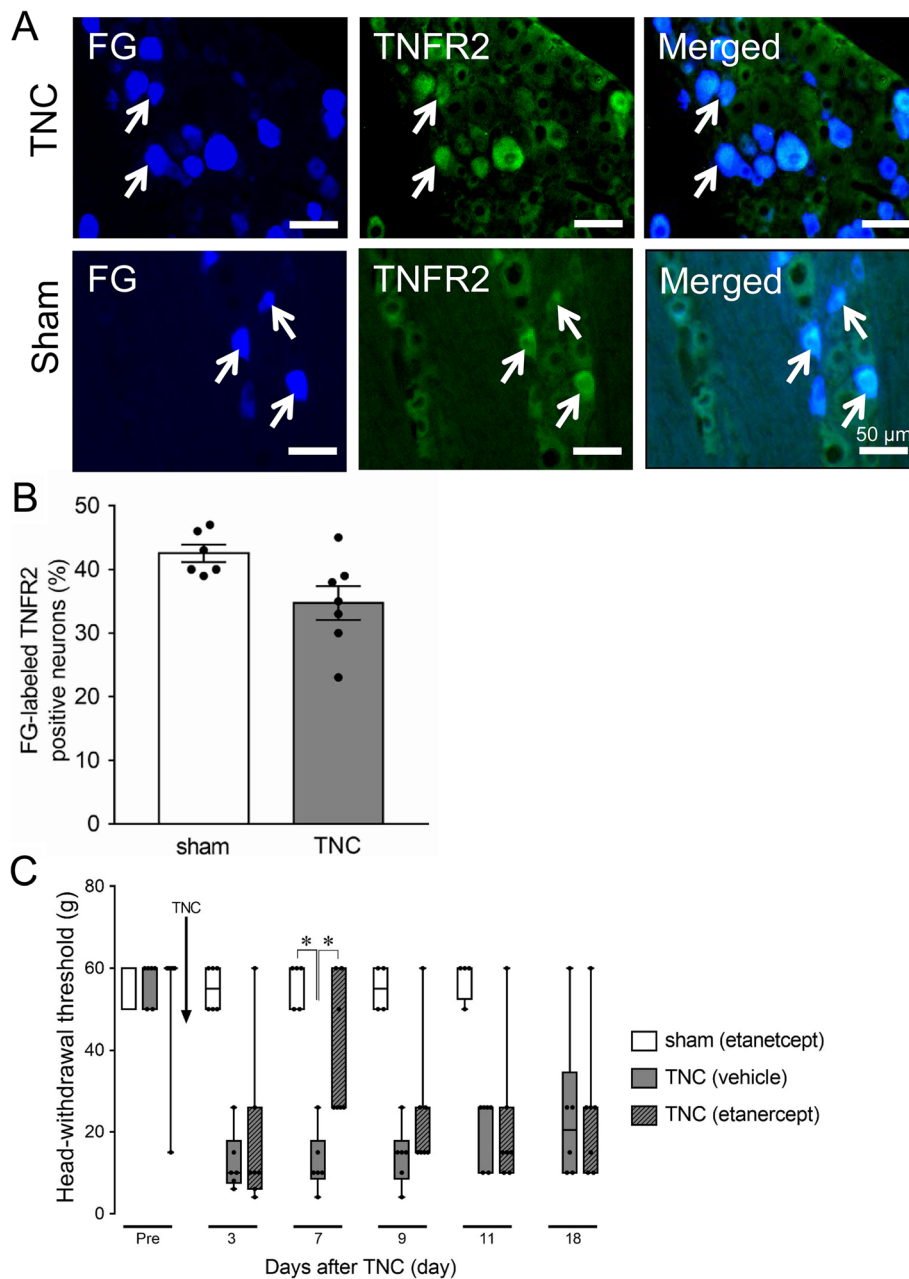 A
TNC
FG
TNFR2
Merged
Sham
FG
TNFR2
Merged
50 µm
B
FG-labeled TNFR2
positive neurons (%)
50
40
30
20
10
0
sham
TNC
C
Head-withdrawal threshold (g)
80
60
40
20
0
TNC
* *
sham (etanetcept)
TNC (vehicle)
TNC (etanercept)
Pre
3
7
9
11
18
Days after TNC (day)